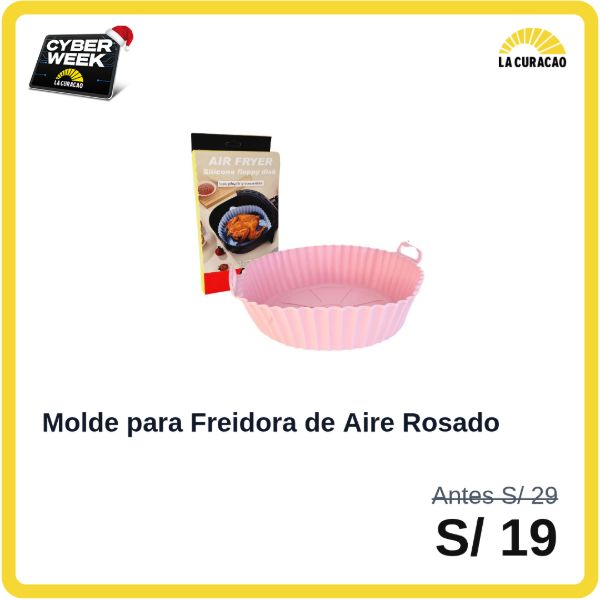 CYBER
WEEK
LA CURACAO
LA CURACAO
AIR FRYER
Silicone floppy disk
Molde para Freidora de Aire Rosado
Antes S/ 29
S/ 19